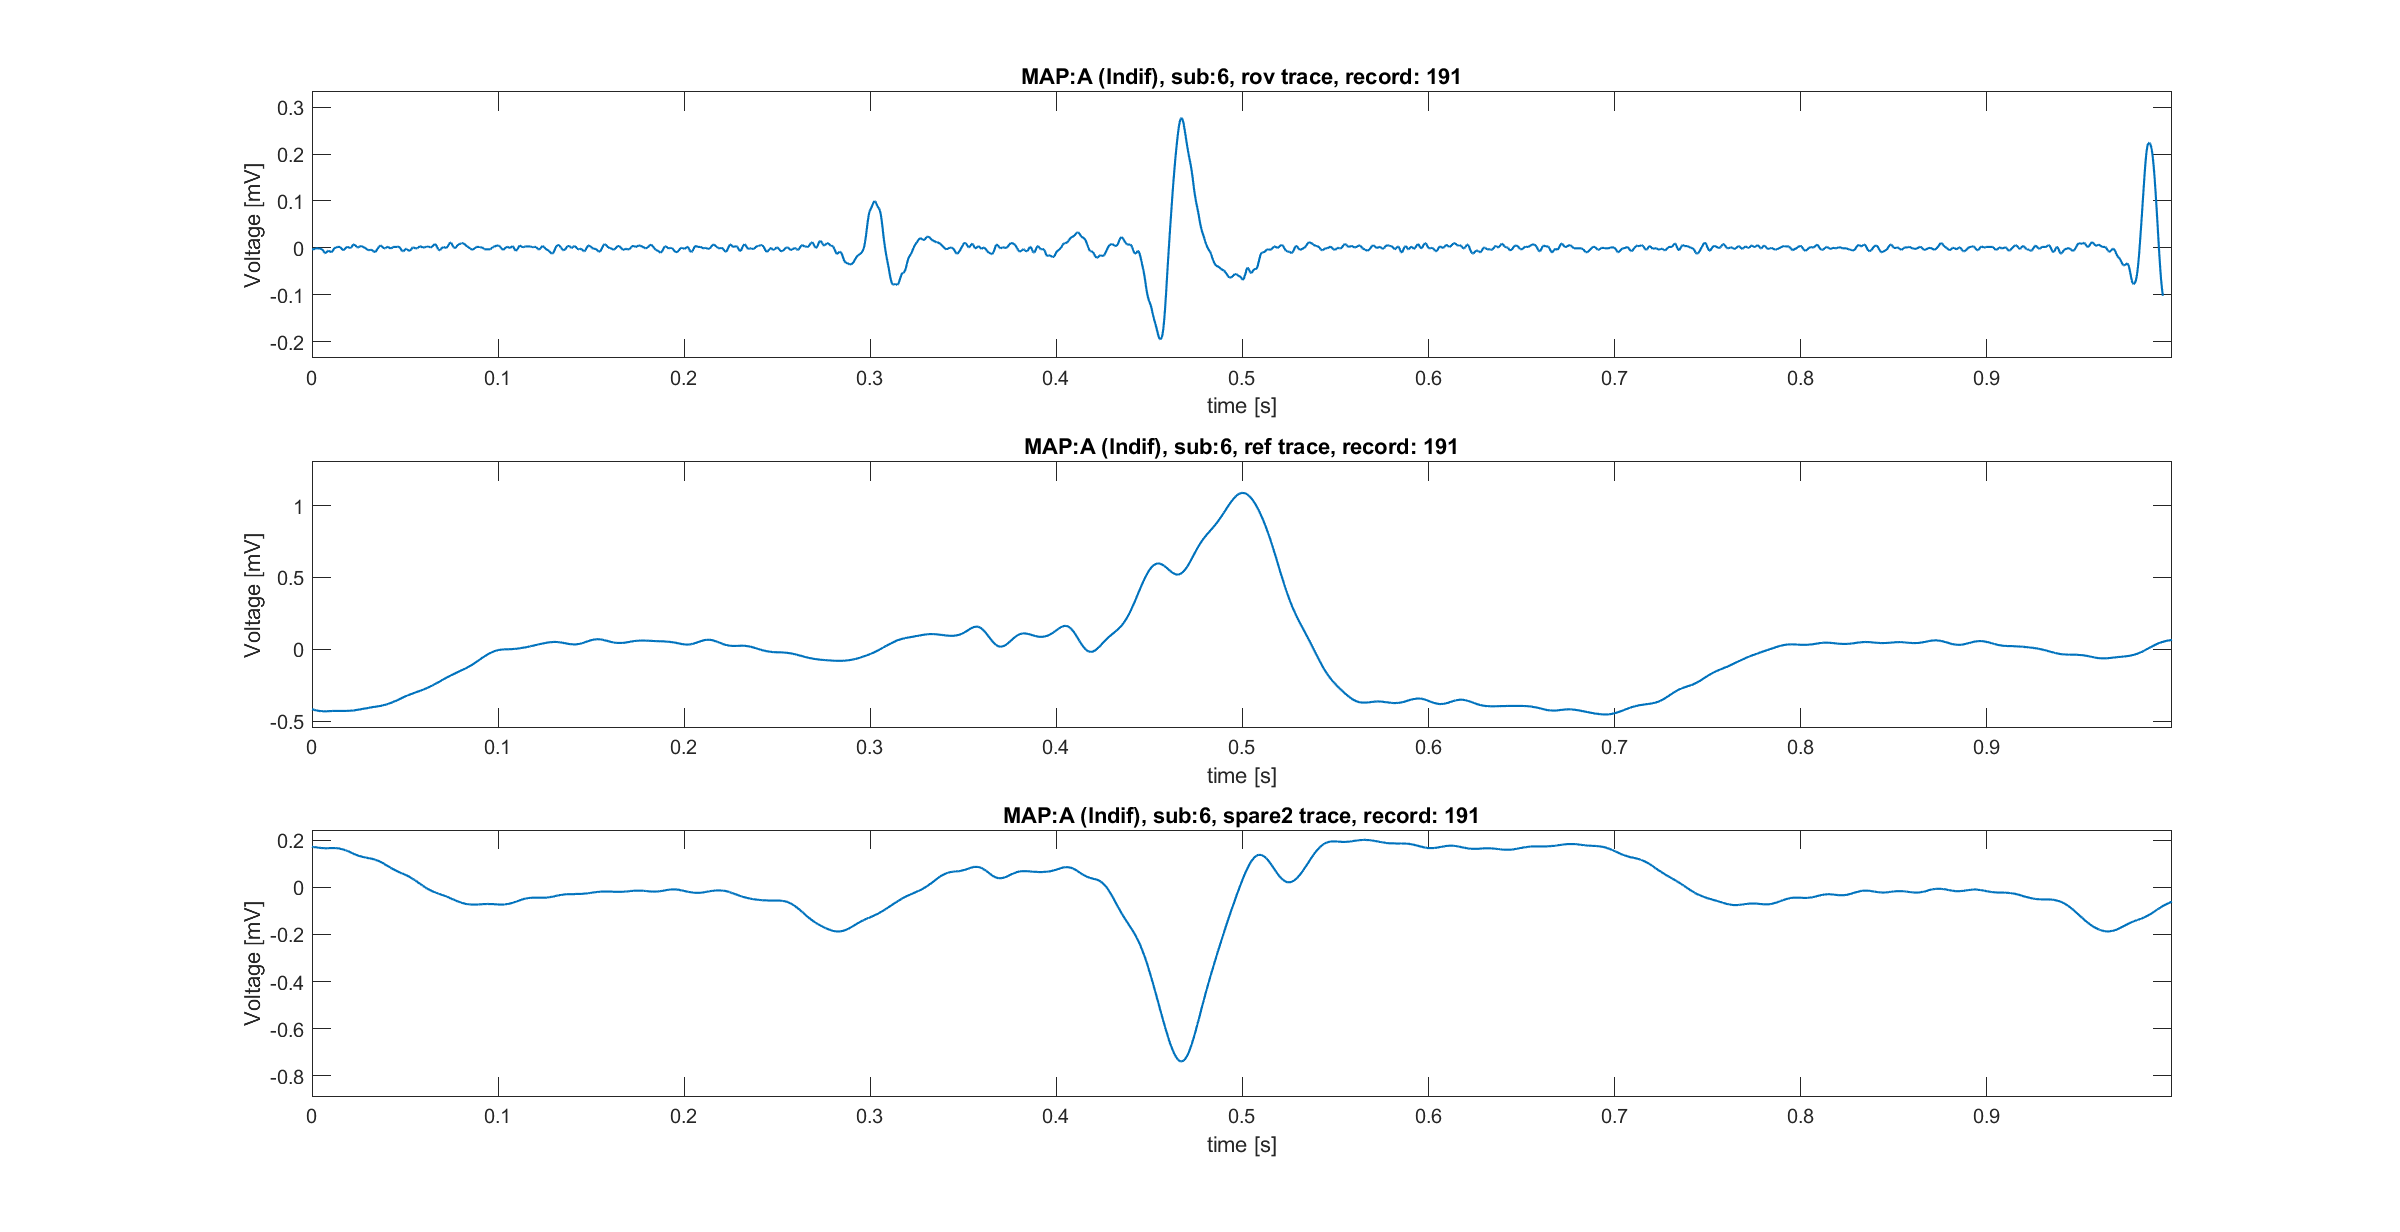 MAP:A (Indif), sub:6, rov trace, record: 191
Voltage [mV]
0.3
0.2
0.1
0
-0.1
-0.2
0 0.1 0.2 0.3 0.4 0.5 0.6 0.7 0.8 0.9
time [s]
MAP:A (Indif), sub:6, ref trace, record: 191
Voltage [mV]
1
0.5
0
-0.5
0 0.1 0.2 0.3 0.4 0.5 0.6 0.7 0.8 0.9
time [s]
MAP:A (Indif), sub:6, spare2 trace, record: 191
Voltage [mV]
0.2
0
-0.2
-0.4
-0.6
-0.8
0 0.1 0.2 0.3 0.4 0.5 0.6 0.7 0.8 0.9
time [s]